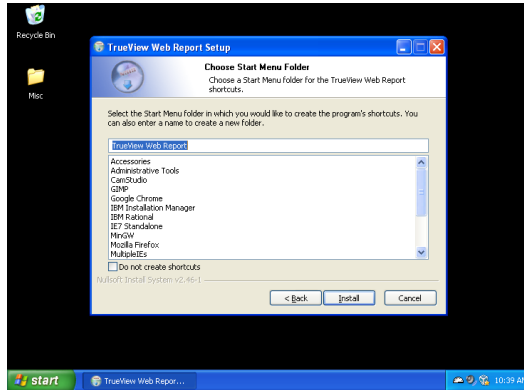 Recycle Bin
Misc
TrueView Web Report Setup
Choose Start Menu Folder
Choose a Start Menu folder for the TrueView Web Report
shortcuts.
Select the Start Menu folder in which you would like to create the program's shortcuts. You
can also enter a name to create a new folder.
TrueView Web Report
Accessories
Administrative Tools
CamStudio
GIMP
Google Chrome
IBM Installation Manager
IBM Rational
IE7 Standalone
MinGW
Mozilla Firefox
MultipleIEs
Do not create shortcuts
Nullsoft Install System v2.46-1
< Back
Install
Cancel
start
TrueView Web Repor...
10:39 AM